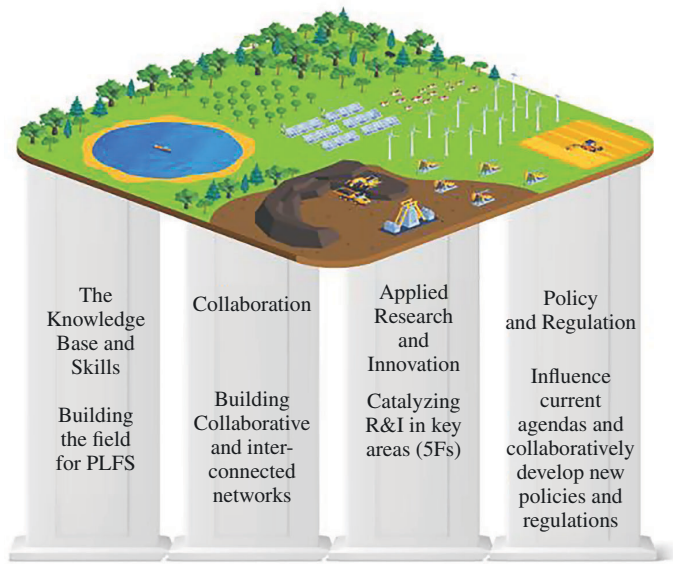 The
Knowledge
Base and
Skills
Building
the field
for PLFS
Collaboration
Building
Collaborative
and inter-
connected
networks
Applied
Research
and
Innovation
Catalyzing
R&I in key
areas (5Fs)
Policy
and Regulation
Influence
current
agendas and
collaboratively
develop new
policies and
regulations